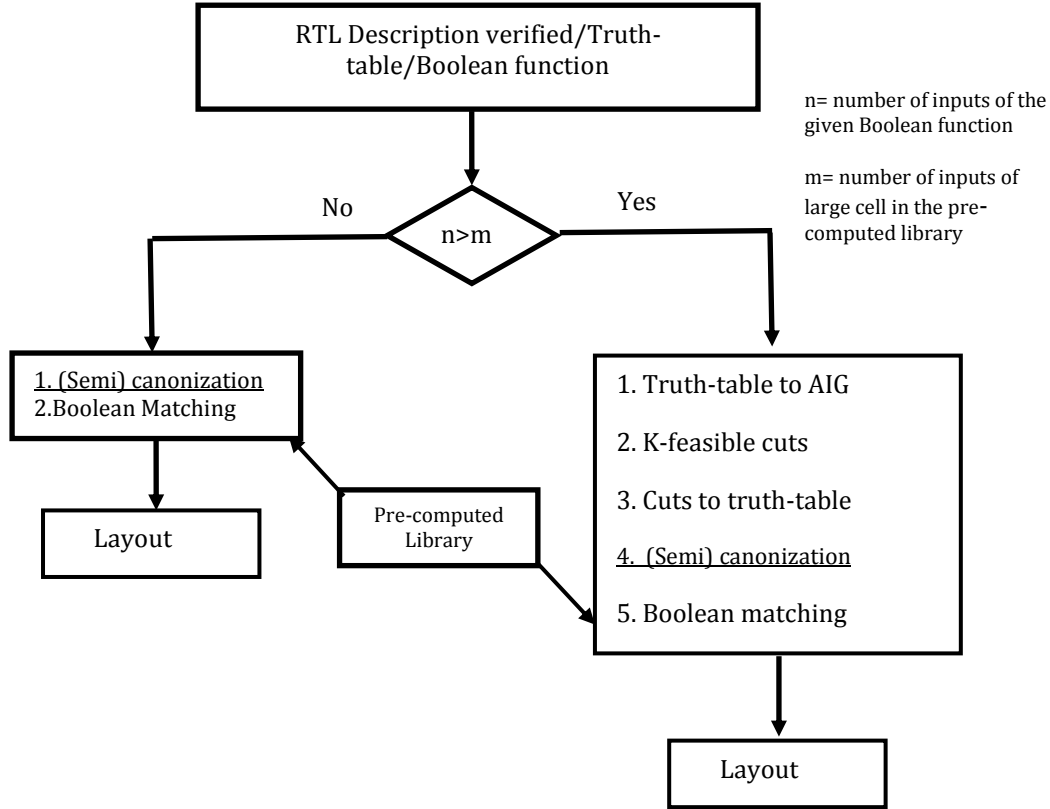 RTL Description verified/Truth-
table/Boolean function
n= number of inputs of the
given Boolean function
m= number of inputs of
large cell in the pre-
computed library
No
Yes
n>m
1. (Semi) canonization
2.Boolean Matching
1. Truth-table to AIG
2. K-feasible cuts
3. Cuts to truth-table
4. (Semi) canonization
5. Boolean matching
Pre-computed
Library
Layout
Layout